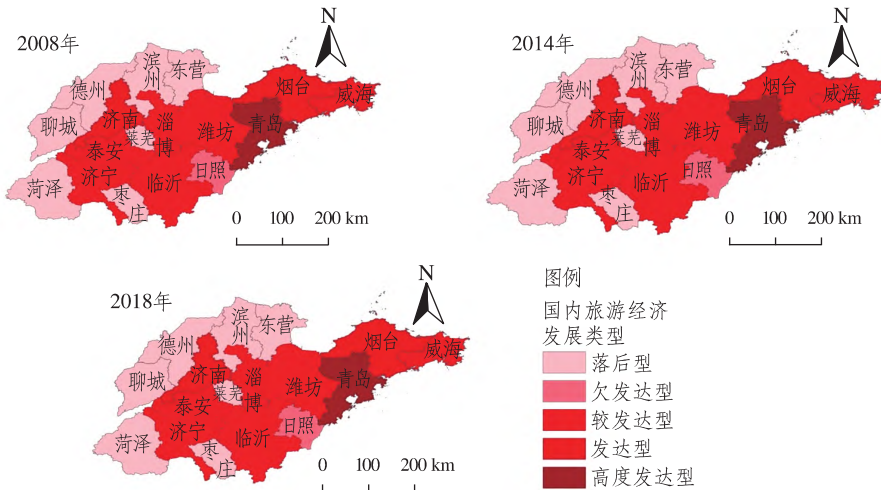 2008年
N
滨州
东营
德州
聊城
济南
淄博
莱芜
泰安
潍坊
青岛
烟台
威海
菏泽
济宁
临沂
日照
枣庄
0 100 200 km
2014年
N
滨州
东营
德州
聊城
济南
淄博
莱芜
泰安
潍坊
青岛
烟台
威海
菏泽
济宁
临沂
日照
枣庄
0 100 200 km
2018年
N
滨州
东营
德州
聊城
济南
淄博
莱芜
泰安
潍坊
青岛
烟台
威海
菏泽
济宁
临沂
日照
枣庄
0 100 200 km
图例
国内旅游经济
发展类型
落后型
欠发达型
较发达型
发达型
高度发达型